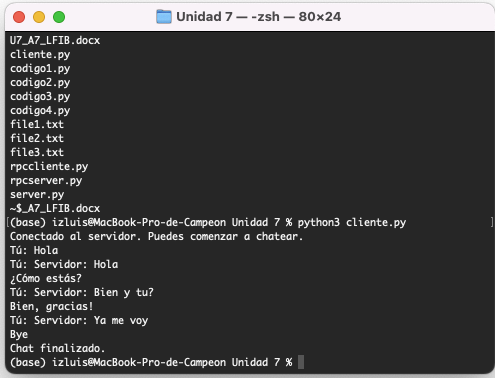 Unidad 7 — -zsh — 80×24
U7_A7_LFIB.docx
cliente.py
codigo1.py
codigo2.py
codigo3.py
codigo4.py
file1.txt
file2.txt
file3.txt
rpccliente.py
rpcserver.py
server.py
~$_A7_LFIB.docx
[(base) izluis@MacBook-Pro-de-Campeon Unidad 7 % python3 cliente.py ]
Conectado al servidor. Puedes comenzar a chatear.
Tú: Hola
Tú: Servidor: Hola
¿Cómo estás?
Tú: Servidor: Bien y tu?
Bien, gracias!
Tú: Servidor: Ya me voy
Bye
Chat finalizado.
(base) izluis@MacBook-Pro-de-Campeon Unidad 7 %